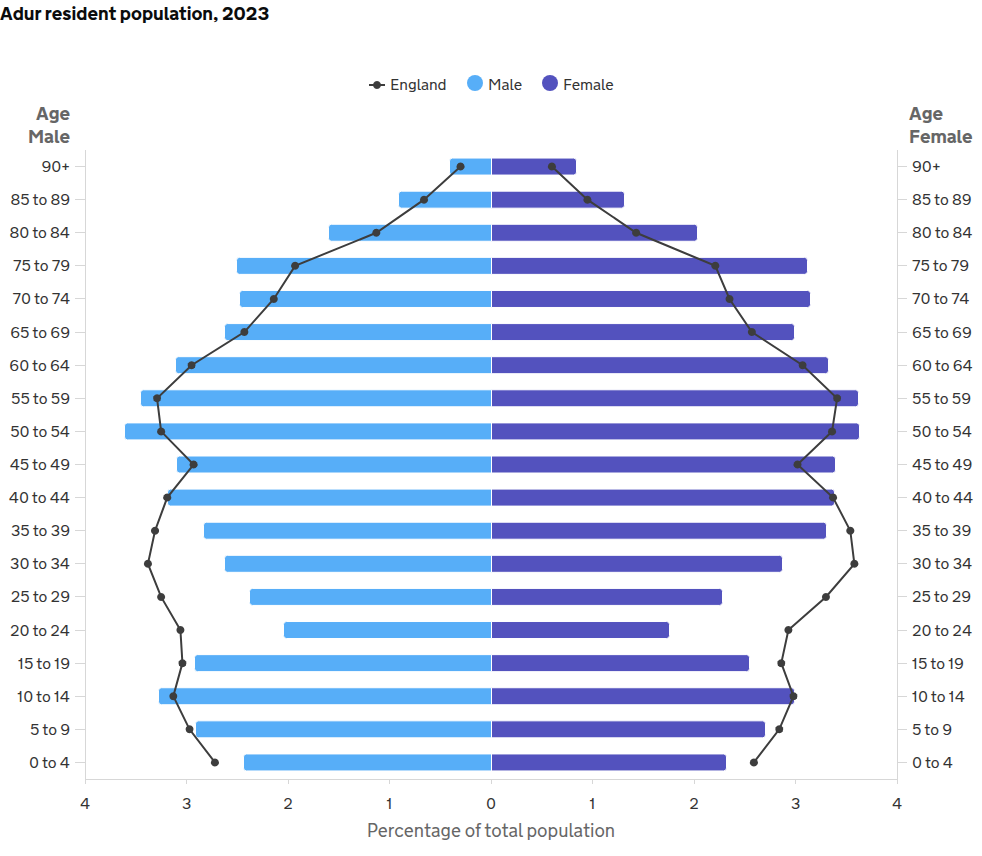 Adur resident population, 2023
England Male Female
Age Male
Age Female
90+ 90+
85 to 89 85 to 89
80 to 84 80 to 84
75 to 79 75 to 79
70 to 74 70 to 74
65 to 69 65 to 69
60 to 64 60 to 64
55 to 59 55 to 59
50 to 54 50 to 54
45 to 49 45 to 49
40 to 44 40 to 44
35 to 39 35 to 39
30 to 34 30 to 34
25 to 29 25 to 29
20 to 24 20 to 24
15 to 19 15 to 19
10 to 14 10 to 14
5 to 9 5 to 9
0 to 4 0 to 4
4 3 2 1 0 1 2 3 4
Percentage of total population